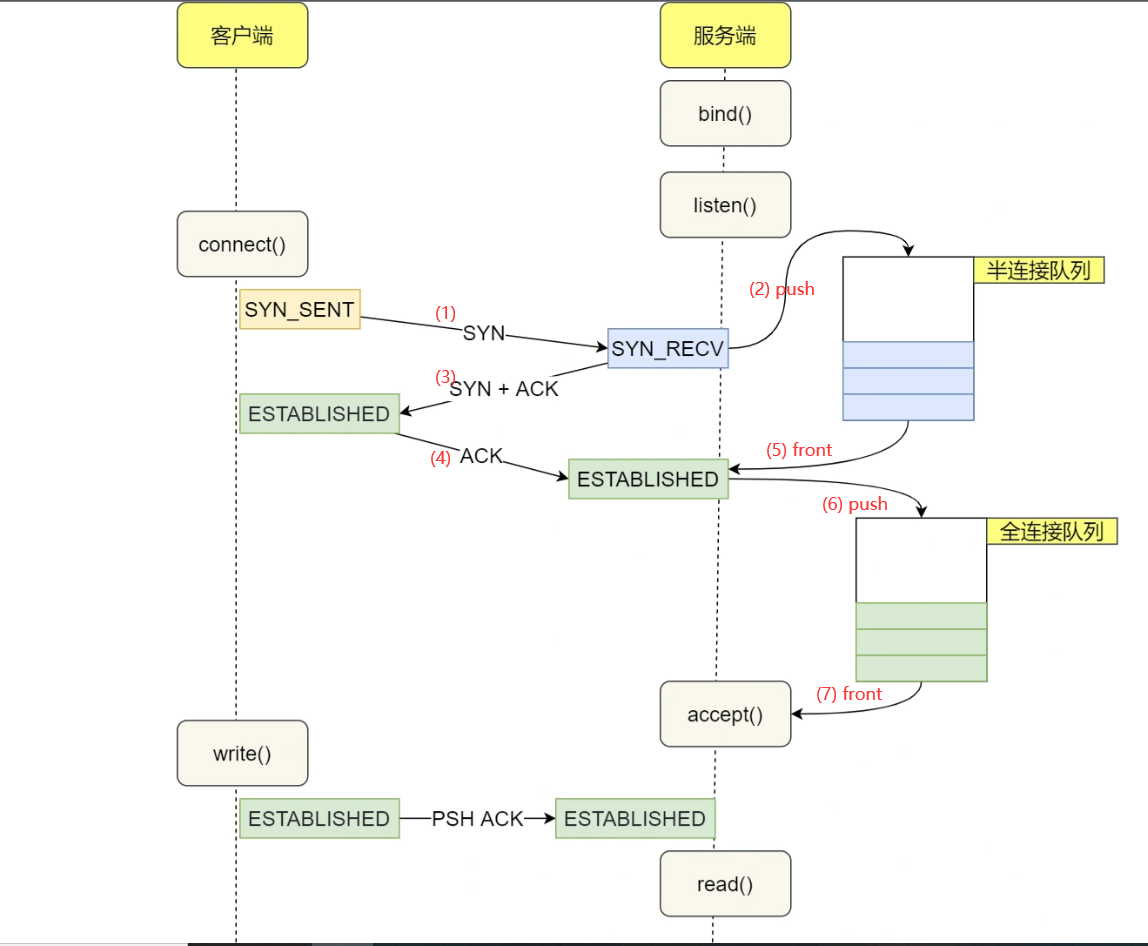 客户端
服务端
bind()
listen()
connect()
半连接队列
(2) push
SYN_SENT
(1)
SYN
SYN_RECV
(3)
SYN + ACK
ESTABLISHED
(4)
ACK
(5) front
ESTABLISHED
(6) push
全连接队列
(7) front
accept()
write()
ESTABLISHED
PSH ACK
ESTABLISHED
read()